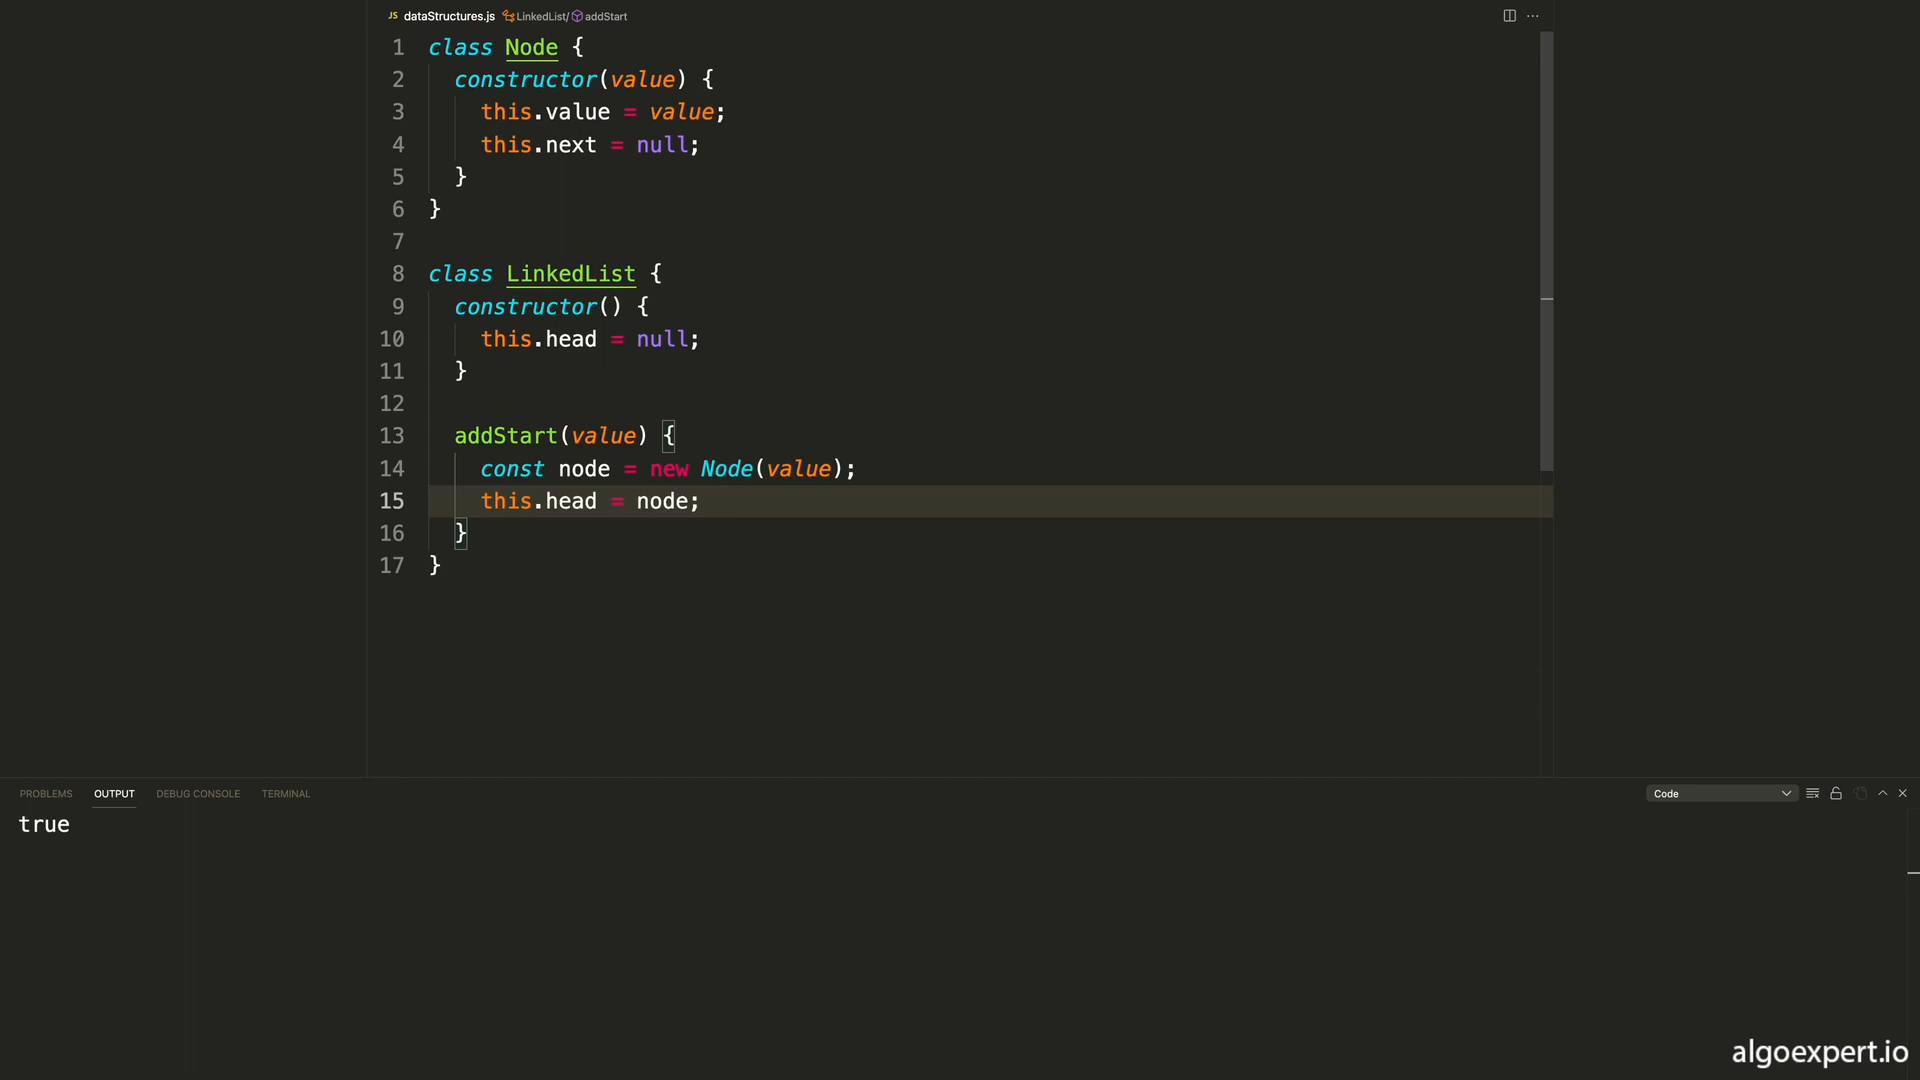 JS dataStructures.js LinkedList/ addStart
1 class Node {
2 constructor(value) {
3 this.value = value;
4 this.next = null;
5 }
6 }
7
8 class LinkedList {
9 constructor() {
10 this.head = null;
11 }
12
13 addStart(value) {
14 const node = new Node(value);
15 this.head = node;
16 }
17 }
PROBLEMS OUTPUT DEBUG CONSOLE TERMINAL Code
true
algoexpert.io